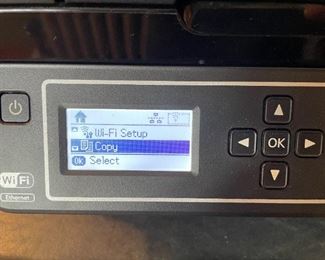 Wi-Fi Setup
Copy
OK Select
OK
WiFi
Ethernet